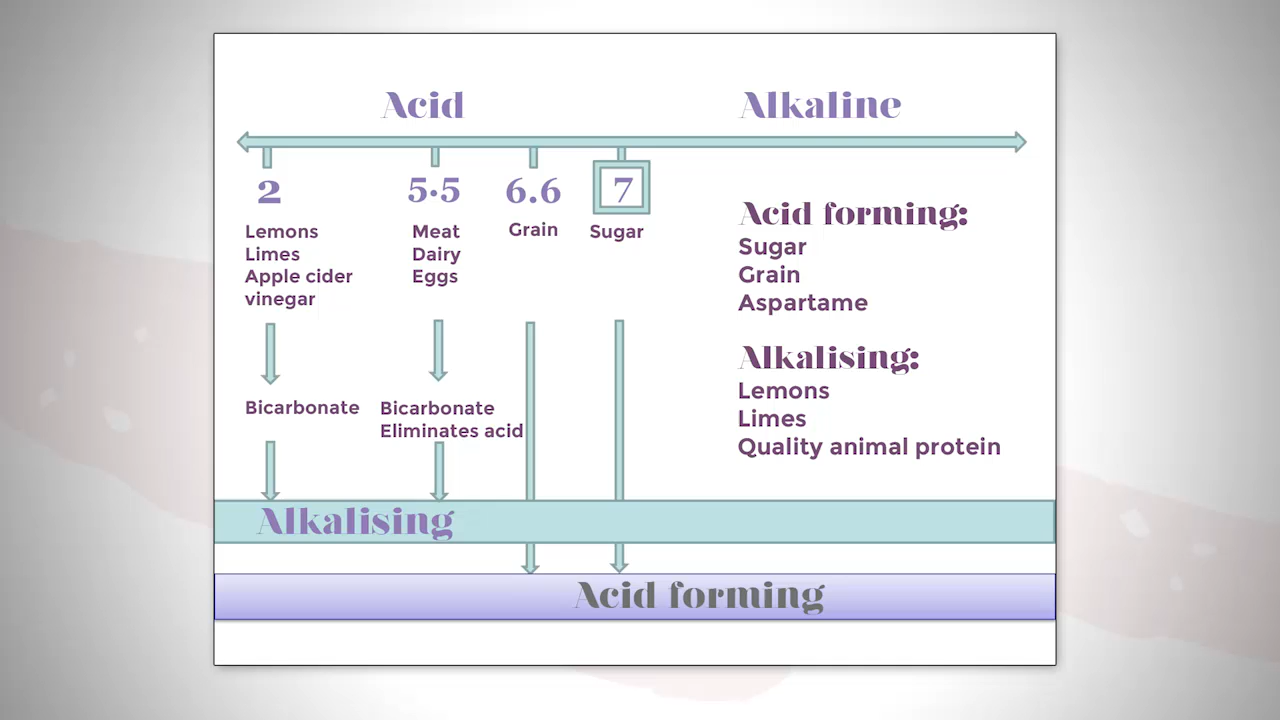 Acid
Alkaline
2
5.5
6.6
7
Lemons
Limes
Apple cider
vinegar
Meat
Dairy
Eggs
Grain
Sugar
Bicarbonate
Bicarbonate
Eliminates acid
Acid forming:
Sugar
Grain
Aspartame
Alkalising:
Lemons
Limes
Quality animal protein
Alkalising
Acid forming